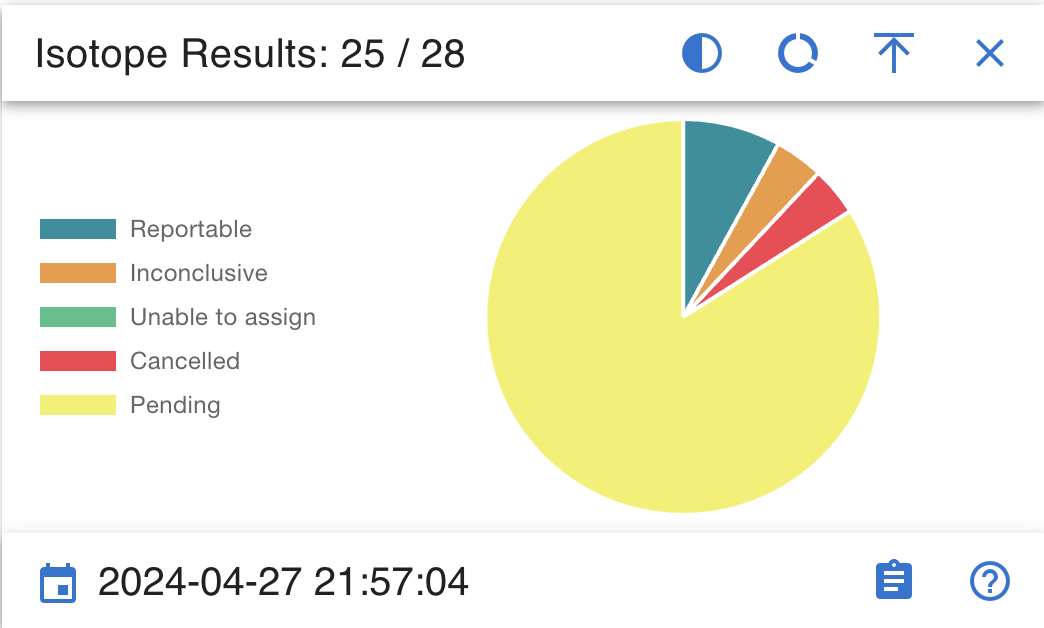 Isotope Results: 25 / 28
Reportable
Inconclusive
Unable to assign
Cancelled
Pending
2024-04-27 21:57:04